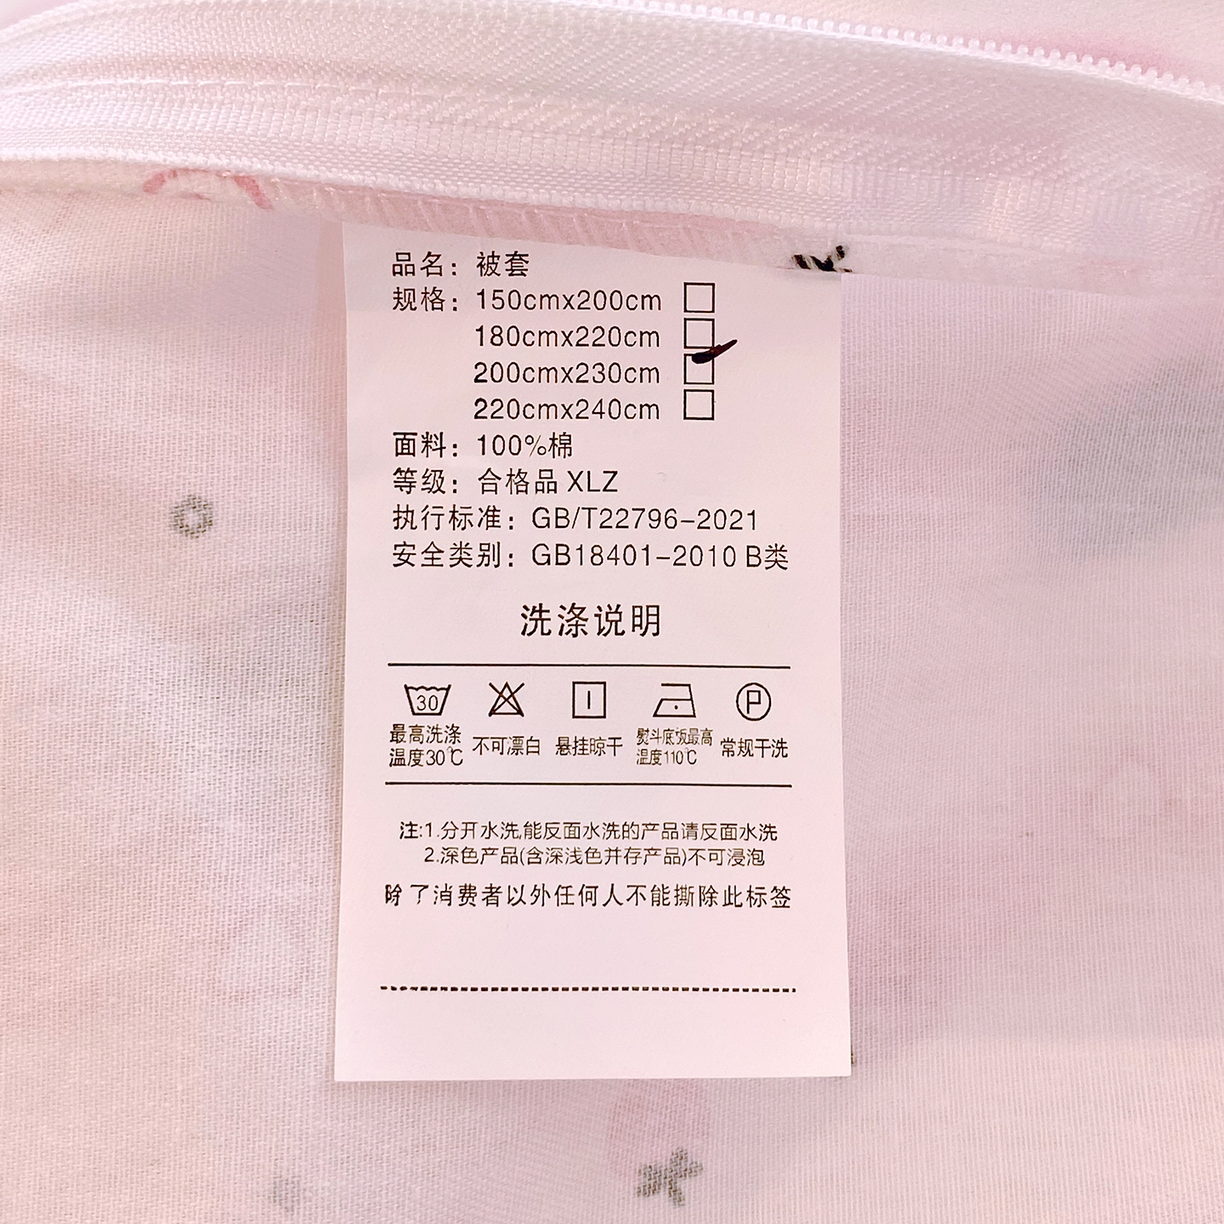 品名：被套
规格：150cmx200cm □
180cmx220cm □
200cmx230cm □
220cmx240cm □
面料：100%棉
等级：合格品 XLZ
执行标准：GB/T22796-2021
安全类别：GB18401-2010 B类
洗涤说明
30 P
最高洗涤 不可漂白 悬挂晾干 熨斗底板最高 常规干洗
温度30℃ 温度110℃
注:1.分开水洗,能反面水洗的产品请反面水洗
2.深色产品(含深浅色并存产品)不可浸泡
除了消费者以外任何人不能撕除此标签